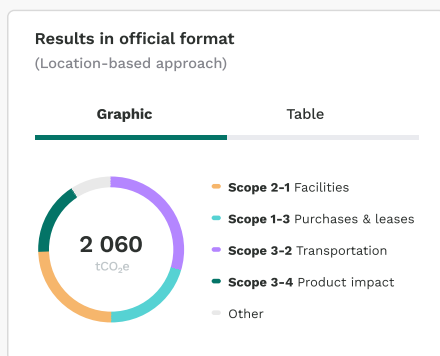 Results in official format
(Location-based approach)
Graphic
Table
2 060
tCO₂e
Scope 2-1 Facilities
Scope 1-3 Purchases & leases
Scope 3-2 Transportation
Scope 3-4 Product impact
Other